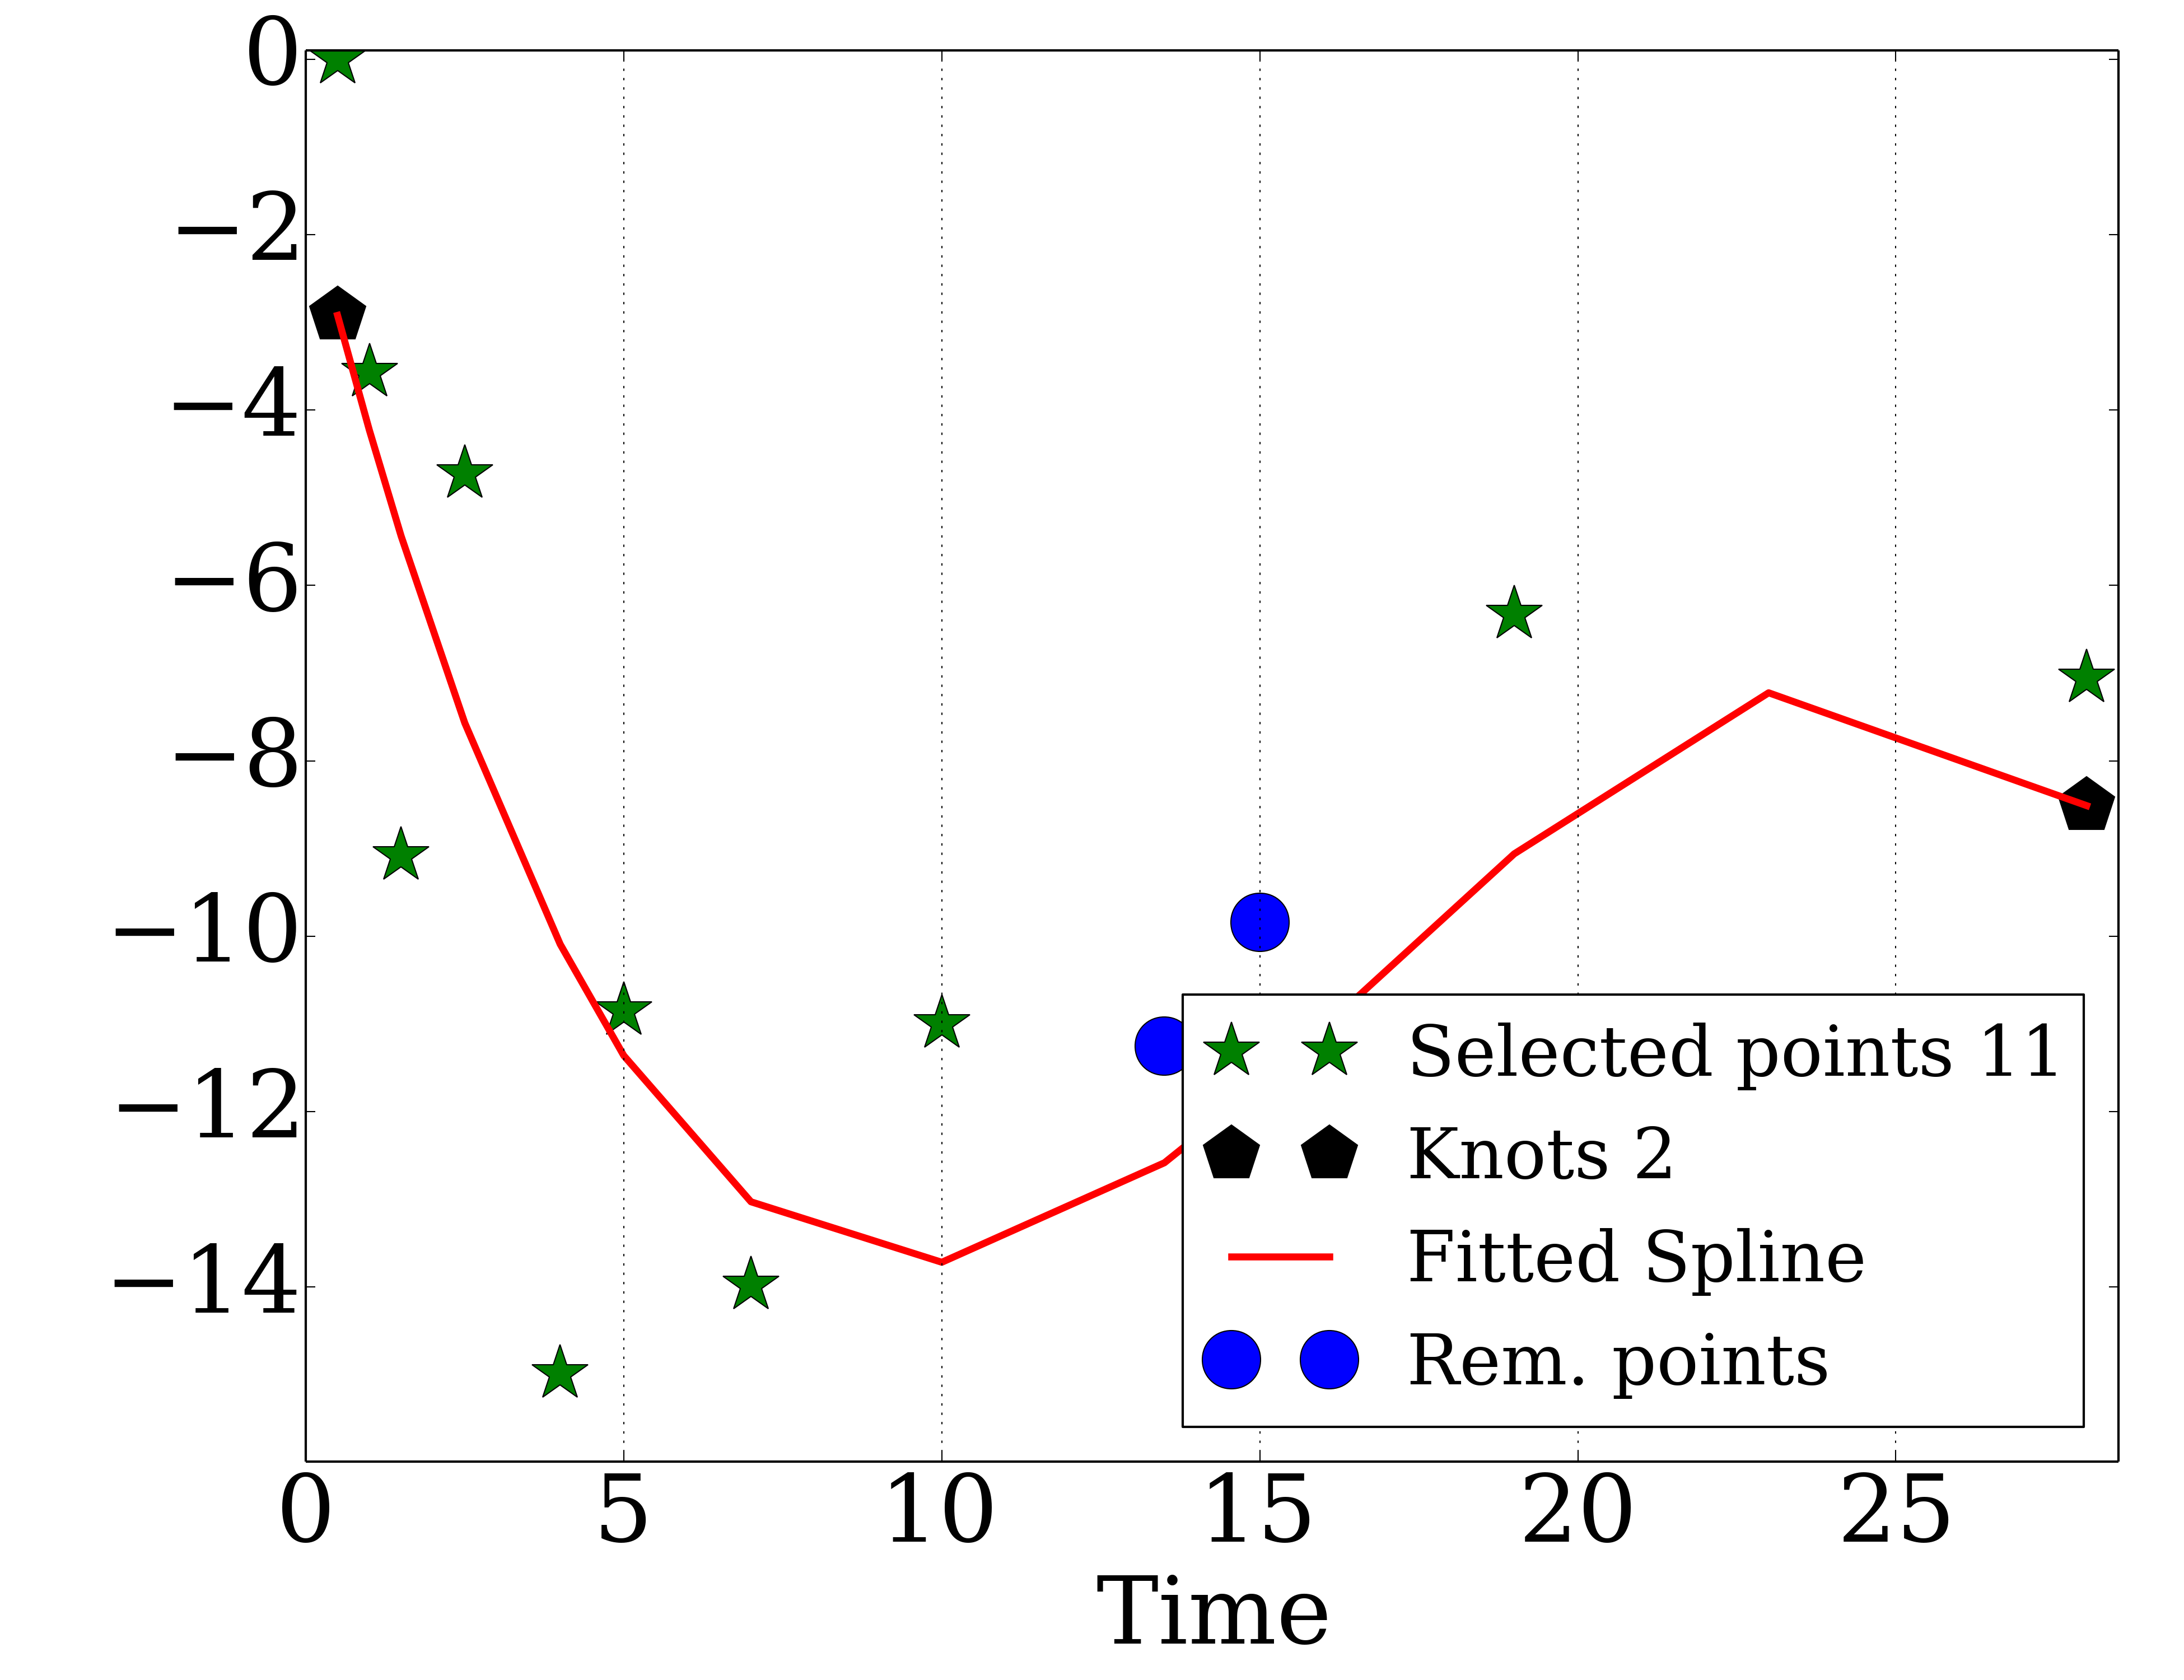 0
−2
−4
−6
−8
−10
−12
−14
Selected points 11
Knots 2
Fitted Spline
Rem. points
0 5 10 15 20 25
Time